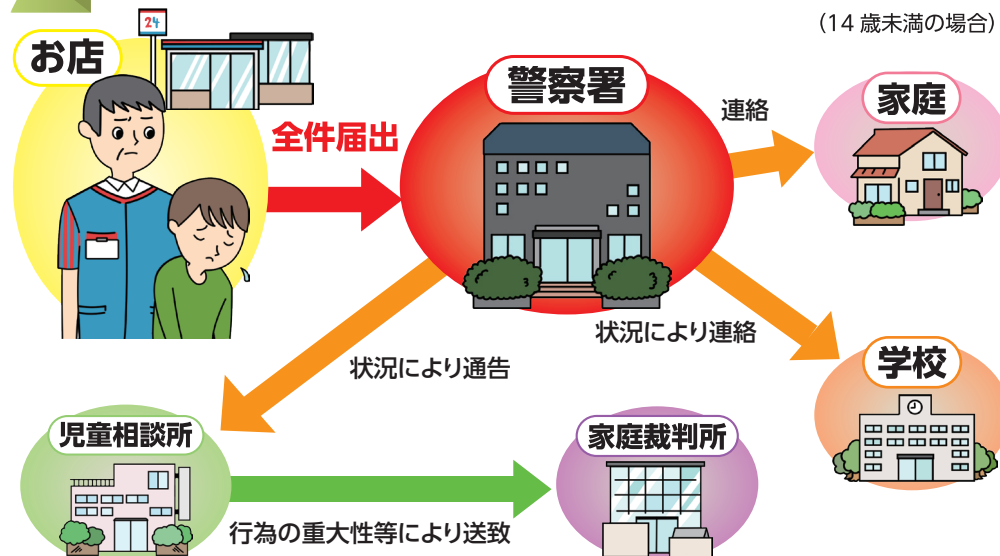 (14 歳未満の場合)
24
お店
警察署
家庭
連絡
全件届出
状況により連絡
学校
状況により通告
児童相談所
家庭裁判所
行為の重大性等により送致